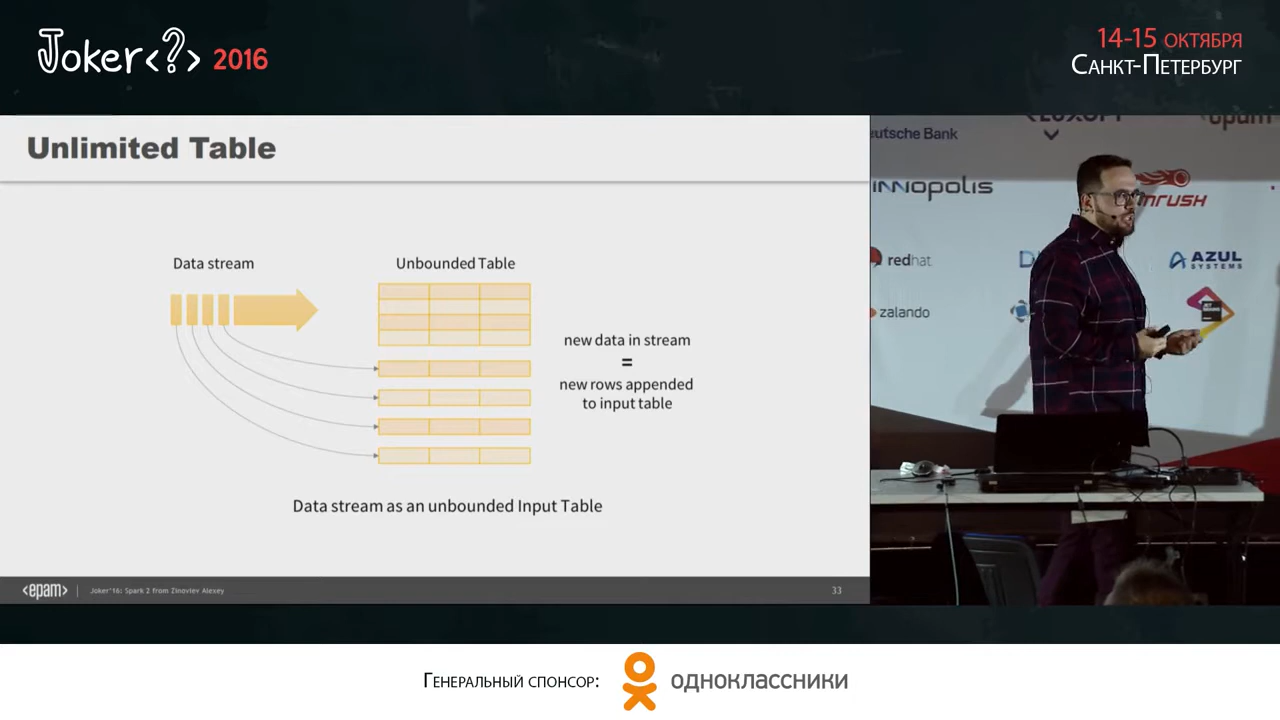 Joker<?> 2016
14-15 октября
Санкт-Петербург
Unlimited Table
Data stream
Unbounded Table
new data in stream
=
new rows appended
to input table
Data stream as an unbounded Input Table
<epam>
Joker'16: Spark 2 from Zinoviev Alexey
33
Deutsche Bank
epam
innopolis
redhat.
AZUL
SYSTEMS
zalando
Генеральный спонсор:
одноклассники